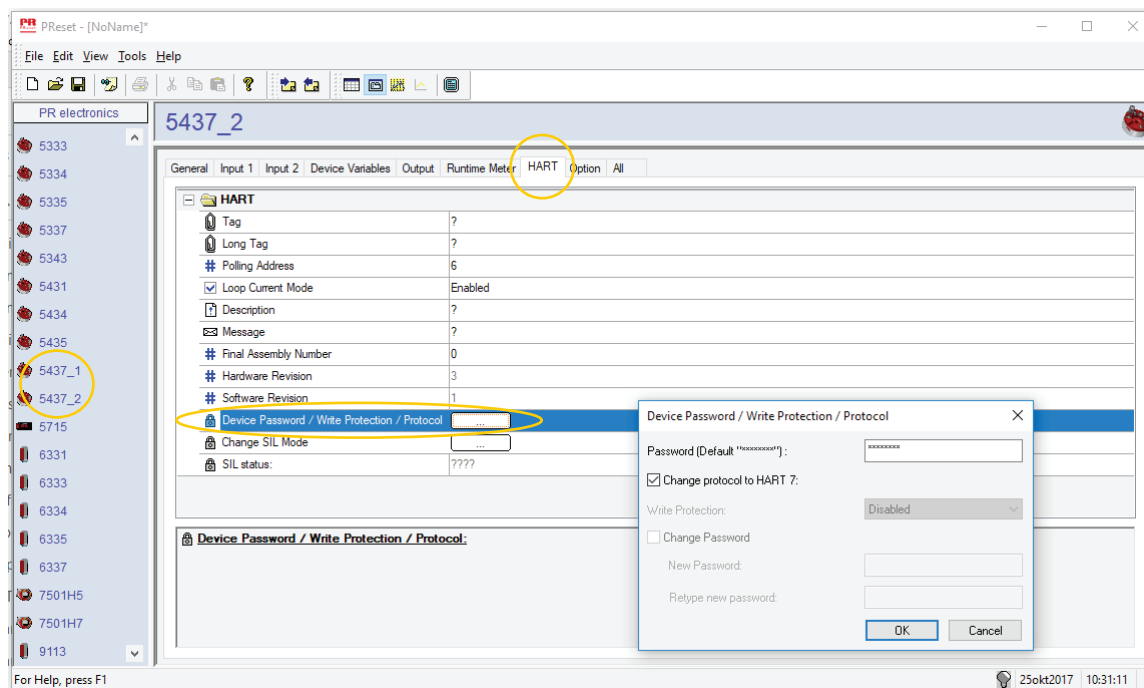 PR PReset - [NoName]*
File Edit View Tools Help
PR electronics
5333
5334
5335
5337
5343
5431
5434
5435
5437_1
5437_2
5715
6331
6333
6334
6335
6337
7501H5
7501H7
9113
5437_2
General Input 1 Input 2 Device Variables Output Runtime Meter HART Option All
HART
Tag ?
Long Tag ?
# Polling Address 6
Loop Current Mode Enabled
Description ?
Message ?
# Final Assembly Number 0
# Hardware Revision 3
# Software Revision 1
Device Password / Write Protection / Protocol ...
Change SIL Mode ...
SIL status: ????
Device Password / Write Protection / Protocol:
Device Password / Write Protection / Protocol
Password (Default "********") : ********
Change protocol to HART 7:
Write Protection: Disabled
Change Password
New Password:
Retype new password:
OK Cancel
For Help, press F1 25okt2017 10:31:11